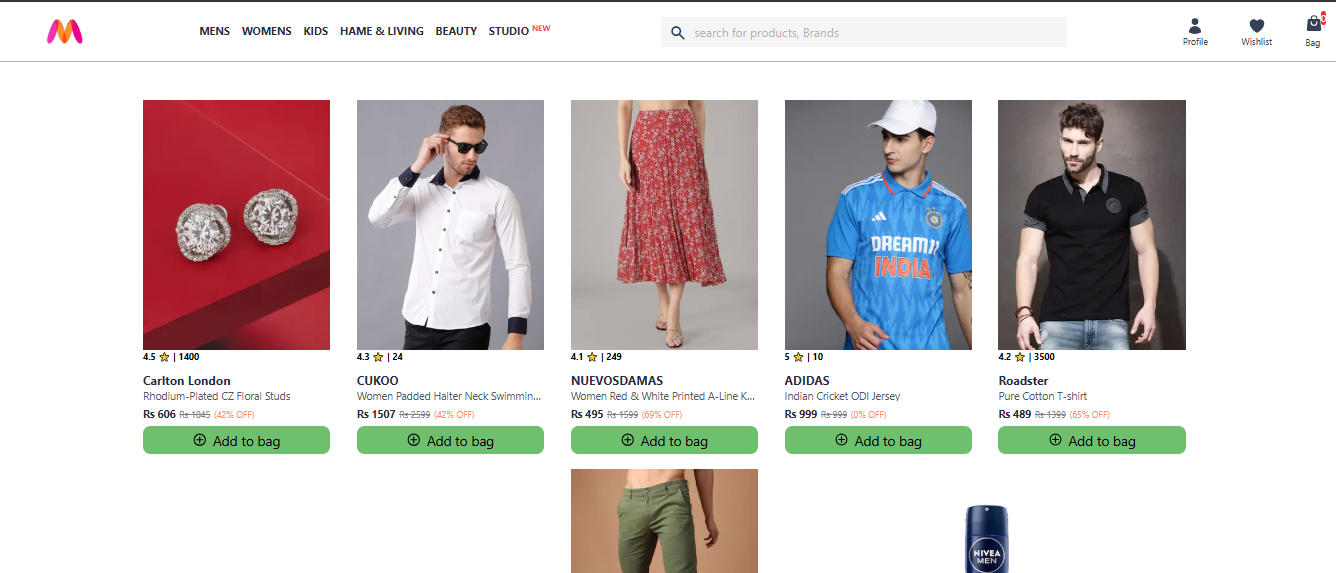 MENS WOMENS KIDS HAME & LIVING BEAUTY STUDIO NEW
search for products, Brands
Profile
Wishlist
0
Bag
DREAM11
INDIA
4.5 ⭐ | 1400
Carlton London
Rhodium-Plated CZ Floral Studs
Rs 606 Rs 1045 (42% OFF)
Add to bag
4.3 ⭐ | 24
CUKOO
Women Padded Halter Neck Swimmin...
Rs 1507 Rs 2599 (42% OFF)
Add to bag
4.1 ⭐ | 249
NUEVOSDAMAS
Women Red & White Printed A-Line K...
Rs 495 Rs 1599 (69% OFF)
Add to bag
5 ⭐ | 10
ADIDAS
Indian Cricket ODI Jersey
Rs 999 Rs 999 (0% OFF)
Add to bag
4.2 ⭐ | 3500
Roadster
Pure Cotton T-shirt
Rs 489 Rs 1399 (65% OFF)
Add to bag
NIVEA
MEN